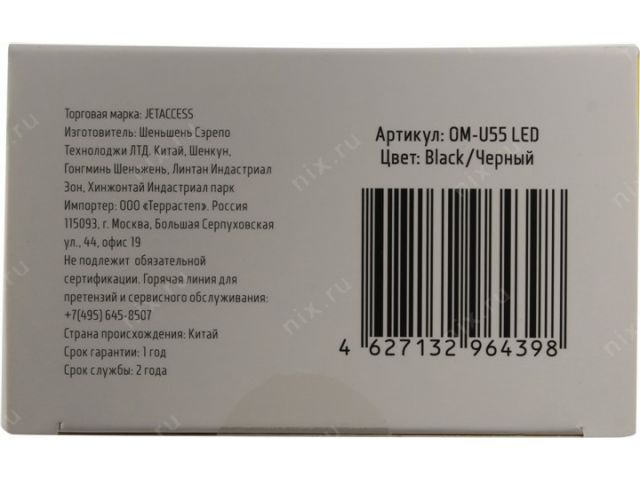 Торговая марка: JETACCESS
Изготовитель: Шеньшень Сэрепо
Технолоджи ЛТД. Китай, Шенкун,
Гонгминь Шеньжень, Линтан Индастриал
Зон, Хинжонтай Индастриал парк
Импортер: ООО «Террастеп». Россия
115093, г. Москва, Большая Серпуховская
ул., 44, офис 19
Не подлежит обязательной
сертификации. Горячая линия для
претензий и сервисного обслуживания:
+7(495) 645-8507
Страна происхождения: Китай
Срок гарантии: 1 год
Срок службы: 2 года
Артикул: OM-U55 LED
Цвет: Black/Черный
4 627132 964398
nix.ru